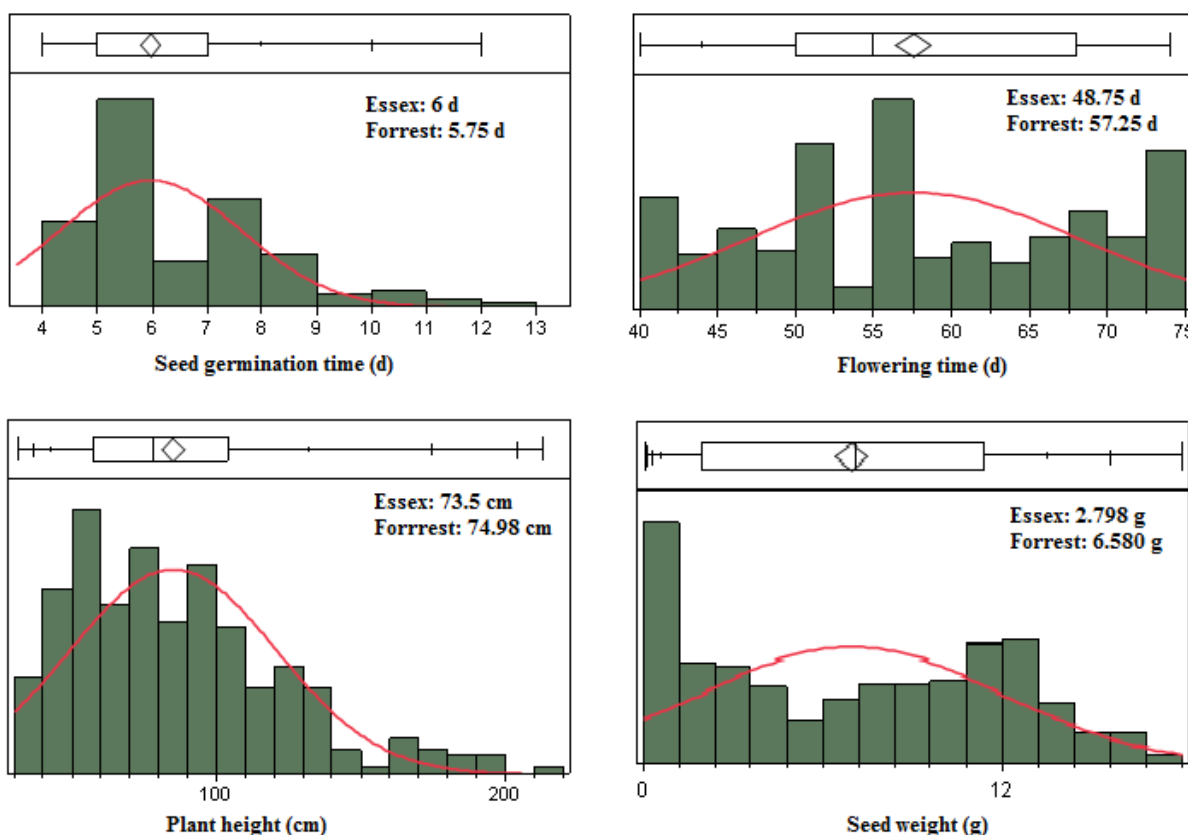 Essex: 6 d
Forrest: 5.75 d
4 5 6 7 8 9 10 11 12 13
Seed germination time (d)
Essex: 48.75 d
Forrest: 57.25 d
40 45 50 55 60 65 70 75
Flowering time (d)
Essex: 73.5 cm
Forrrest: 74.98 cm
100 200
Plant height (cm)
Essex: 2.798 g
Forrest: 6.580 g
0 12
Seed weight (g)